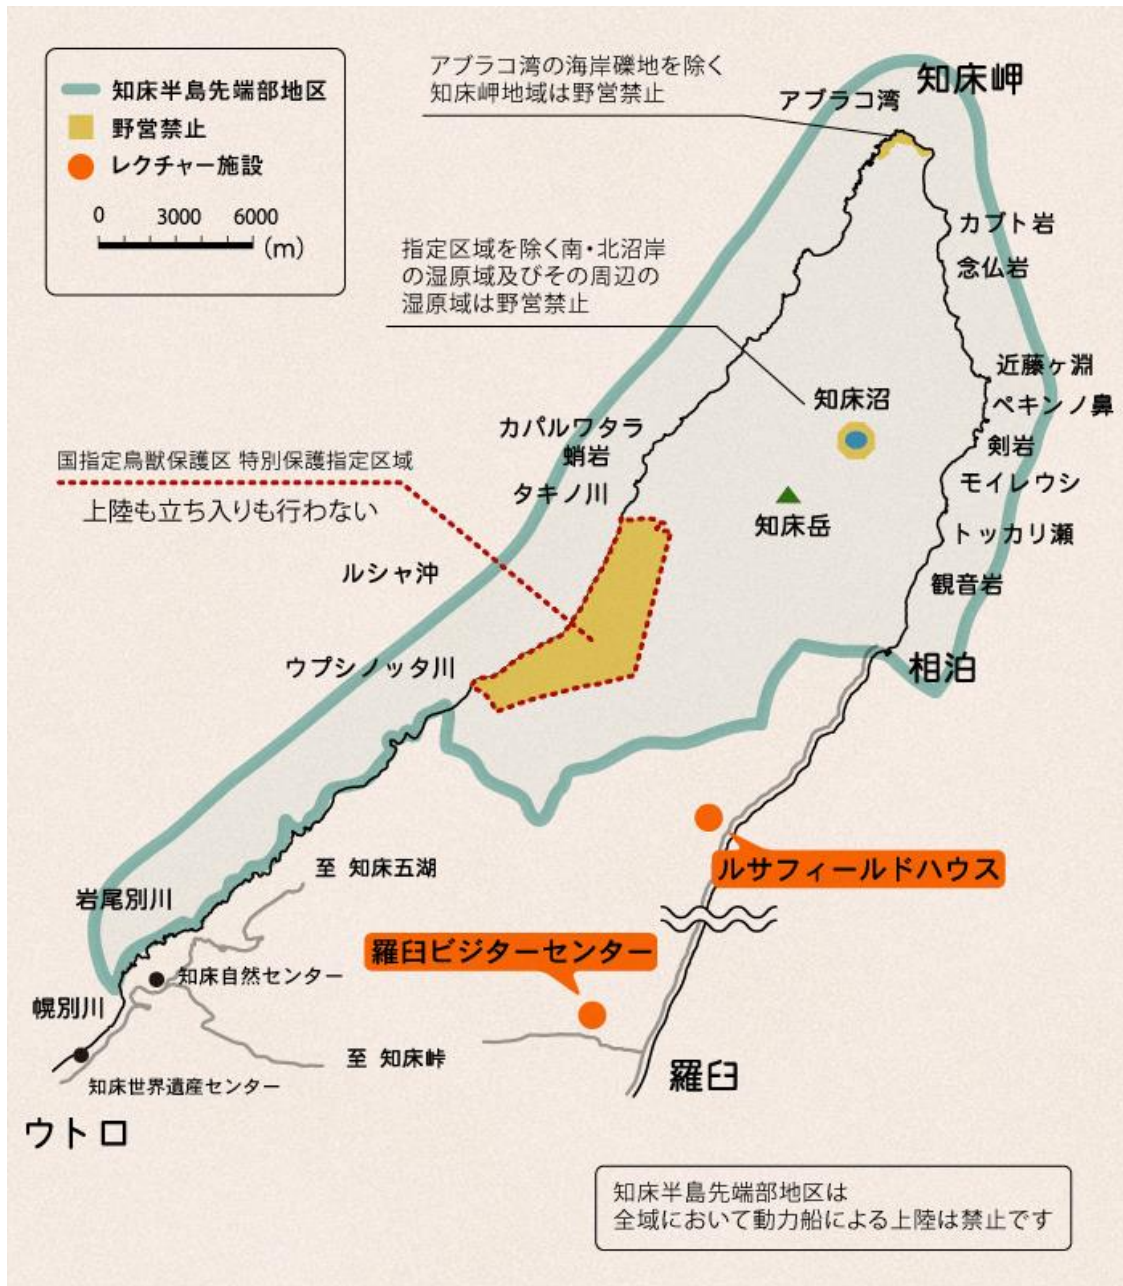 知床半島先端部地区
野営禁止
レクチャー施設
0 3000 6000
(m)
アブラコ湾の海岸礫地を除く
知床岬地域は野営禁止
アブラコ湾
知床岬
カブト岩
念仏岩
指定区域を除く南・北沼岸
の湿原域及びその周辺の
湿原域は野営禁止
近藤ヶ淵
ペキンノ鼻
知床沼
剣岩
カパルワタラ
蛸岩
タキノ川
国指定鳥獣保護区 特別保護指定区域
上陸も立ち入りも行わない
モイレウシ
知床岳
トッカリ瀬
ルシャ沖
観音岩
ウプシノッタ川
相泊
ルサフィールドハウス
至 知床五湖
岩尾別川
羅臼ビジターセンター
知床自然センター
幌別川
至 知床峠
羅臼
知床世界遺産センター
ウトロ
知床半島先端部地区は
全域において動力船による上陸は禁止です